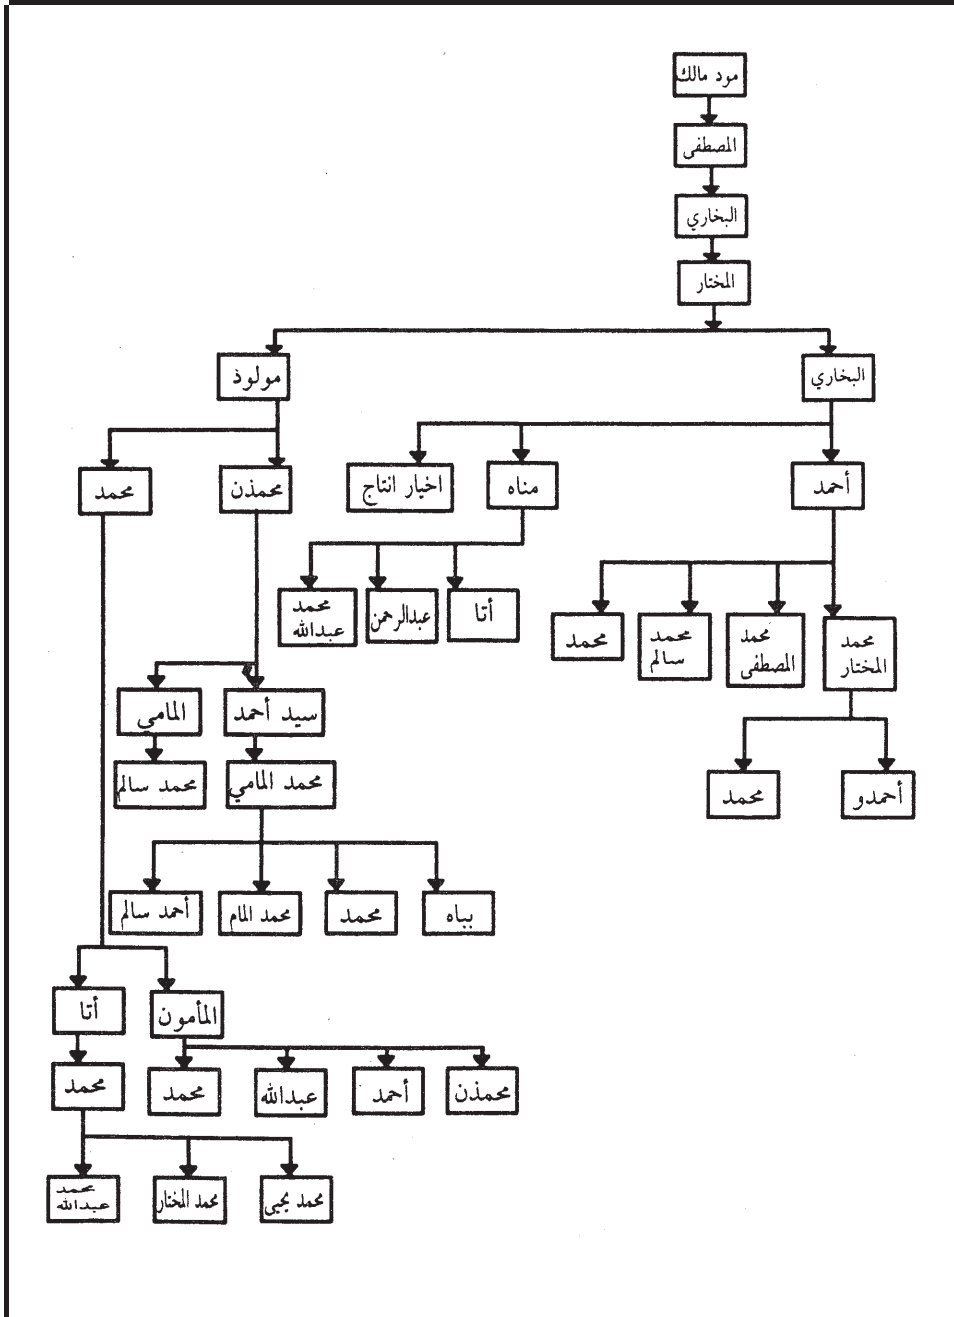 مود مالك
المصطفى
البخاري
المختار
البخاري
مولوذ
أحمد
مناه
اخيار انتاج
محمذن
محمد
أتا
عبدالرحمن
محمد
عبدالله
محمد
المختار
محمد
المصطفى
محمد
سالم
محمد
سيد أحمد
المامي
أحمدو
محمد
محمد المامي
محمد سالم
بباه
محمد
محمد المام
أحمد سالم
المأمون
أتا
محمذن
أحمد
عبدالله
محمد
محمد
محمد يحيى
محمد المختار
محمد
عبدالله